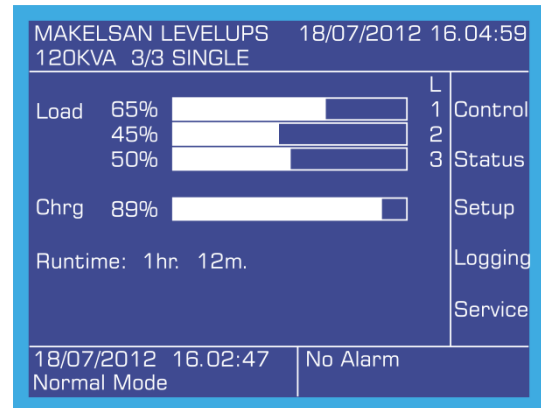 MAKELSAN LEVELUPS 18/07/2012 16.04:59
120KVA 3/3 SINGLE
L
Load 65% 1 Control
45% 2
50% 3 Status
Chrg 89% Setup
Runtime: 1hr. 12m. Logging
Service
18/07/2012 16.02:47 No Alarm
Normal Mode